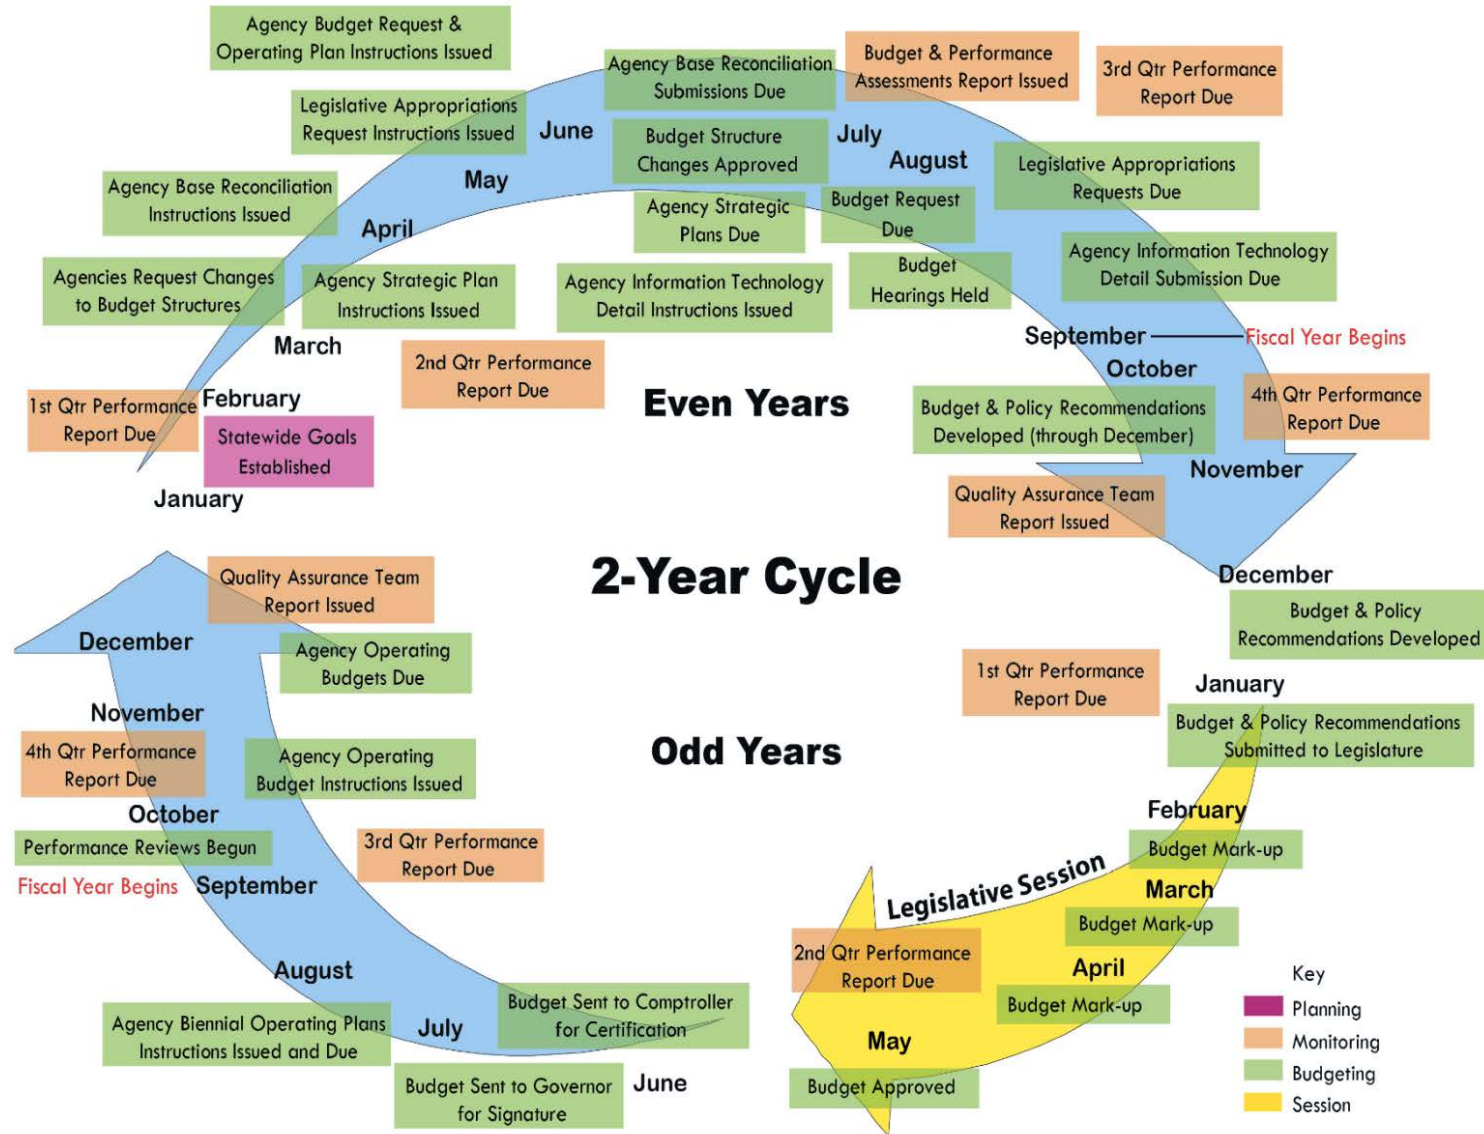 Agency Budget Request &
Operating Plan Instructions Issued
Legislative Appropriations
Request Instructions Issued
Agency Base Reconciliation
Instructions Issued
Agencies Request Changes
to Budget Structures
Agency Strategic Plan
Instructions Issued
1st Qtr Performance
Report Due
Statewide Goals
Established
2nd Qtr Performance
Report Due
January
February
March
April
May
June
Agency Base Reconciliation
Submissions Due
Budget Structure
Changes Approved
Agency Strategic
Plans Due
Agency Information Technology
Detail Instructions Issued
July
August
Budget & Performance
Assessments Report Issued
3rd Qtr Performance
Report Due
Legislative Appropriations
Requests Due
Budget Request
Due
Budget
Hearings Held
Agency Information Technology
Detail Submission Due
September
Fiscal Year Begins
October
Budget & Policy Recommendations
Developed (through December)
4th Qtr Performance
Report Due
November
Quality Assurance Team
Report Issued
December
Budget & Policy
Recommendations Developed
Even Years
2-Year Cycle
Odd Years
January
1st Qtr Performance
Report Due
Budget & Policy Recommendations
Submitted to Legislature
February
Budget Mark-up
Legislative Session
March
Budget Mark-up
April
Budget Mark-up
2nd Qtr Performance
Report Due
May
Budget Approved
June
Budget Sent to Comptroller
for Certification
Budget Sent to Governor
for Signature
July
Agency Biennial Operating Plans
Instructions Issued and Due
August
September
Fiscal Year Begins
Performance Reviews Begun
3rd Qtr Performance
Report Due
October
4th Qtr Performance
Report Due
Agency Operating
Budget Instructions Issued
November
December
Agency Operating
Budgets Due
Quality Assurance Team
Report Issued
Key
Planning
Monitoring
Budgeting
Session